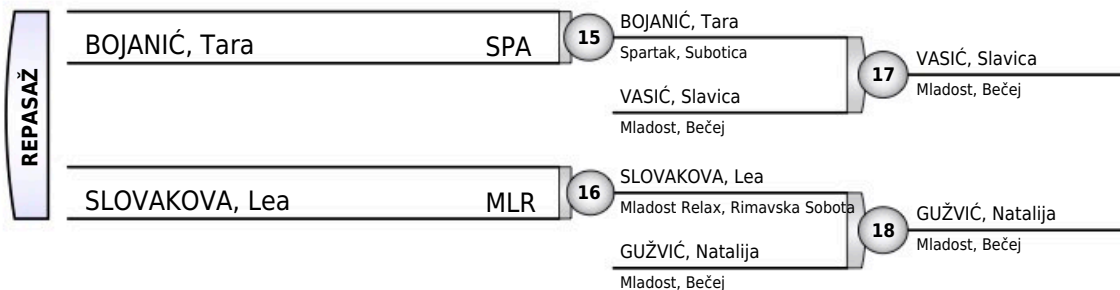 REPASAŽ
BOJANIĆ, Tara SPA
15
BOJANIĆ, Tara
Spartak, Subotica
VASIĆ, Slavica
Mladost, Bečej
17
VASIĆ, Slavica
Mladost, Bečej
SLOVAKOVA, Lea MLR
16
SLOVAKOVA, Lea
Mladost Relax, Rimavska Sobota
GUŽVIĆ, Natalija
Mladost, Bečej
18
GUŽVIĆ, Natalija
Mladost, Bečej